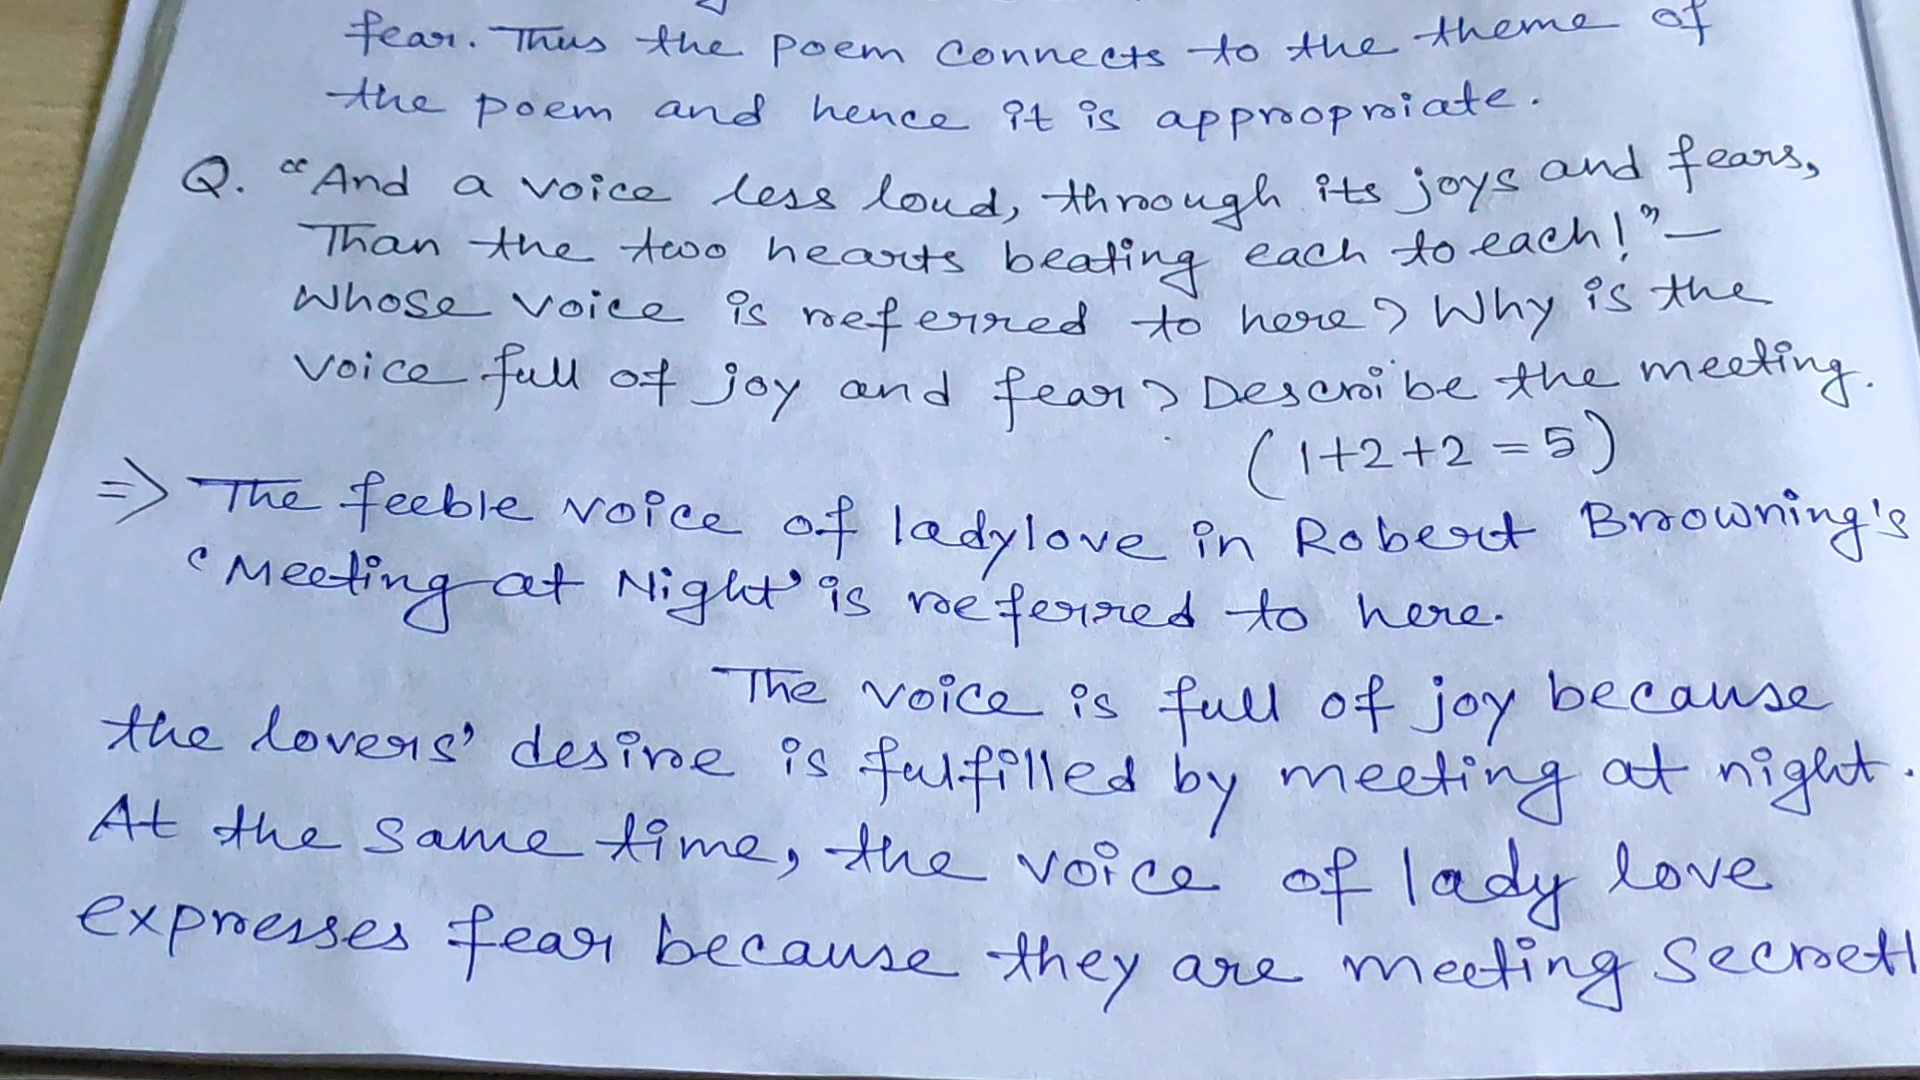 fear. Thus the poem connects to the theme of
the poem and hence it is appropriate.
Q. "And a voice less loud, through its joys and fears,
Than the two hearts beating each to each!"—
Whose voice is referred to here? Why is the
voice full of joy and fear? Describe the meeting.
(1+2+2=5)
=> The feeble voice of ladylove in Robert Browning's
'Meeting at Night' is referred to here.
The voice is full of joy because
the lovers' desire is fulfilled by meeting at night.
At the same time, the voice of lady love
expresses fear because they are meeting secretl